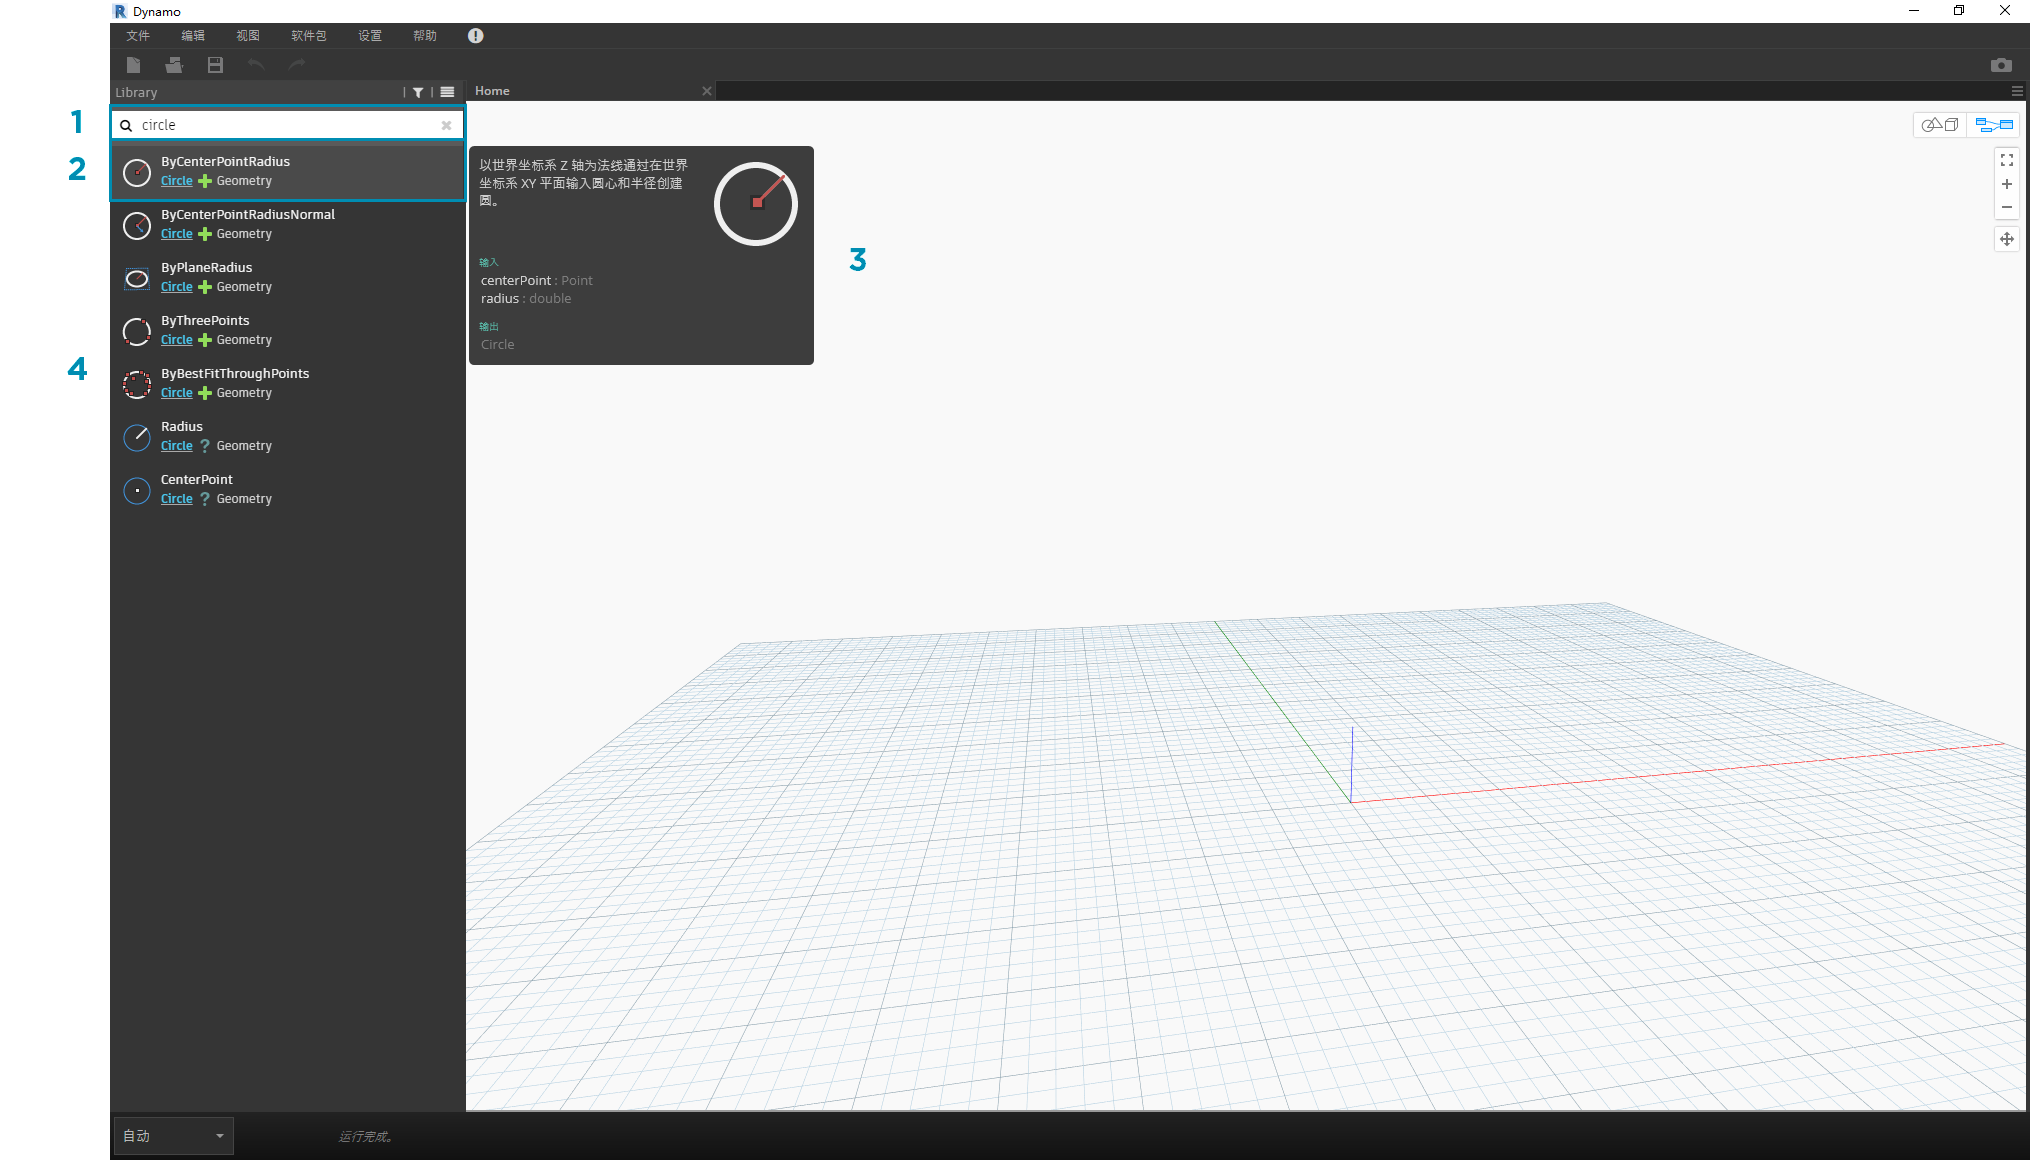 Dynamo
文件 编辑 视图 软件包 设置 帮助
Library
Home
1
circle
2
ByCenterPointRadius
Circle Geometry
ByCenterPointRadiusNormal
Circle Geometry
ByPlaneRadius
Circle Geometry
ByThreePoints
Circle Geometry
4
ByBestFitThroughPoints
Circle Geometry
Radius
Circle ? Geometry
CenterPoint
Circle ? Geometry
以世界坐标系 Z 轴为法线通过在世界
坐标系 XY 平面输入圆心和半径创建
圆。
输入
centerPoint : Point
radius : double
输出
Circle
3
自动
运行完成。